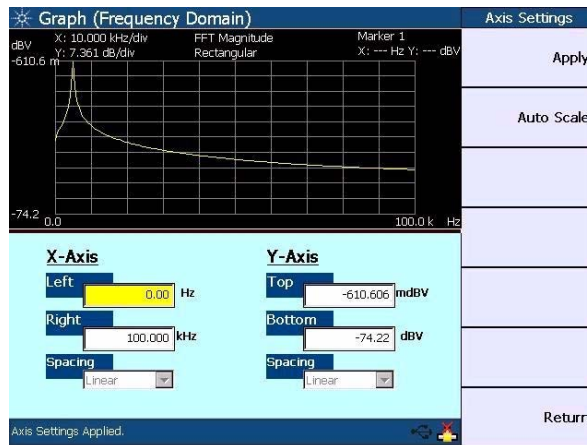 Graph (Frequency Domain)
Axis Settings
dBV
X: 10.000 kHz/div
FFT Magnitude
Marker 1
Y: 7.361 dB/div
Rectangular
X: --- Hz Y: --- dBV
-610.6 m
Apply
Auto Scale
-74.2
0.0
100.0 k Hz
X-Axis
Y-Axis
Left
0.00 Hz
Top
-610.606 mdBV
Right
100.000 kHz
Bottom
-74.22 dBV
Spacing
Linear
Spacing
Linear
Return
Axis Settings Applied.